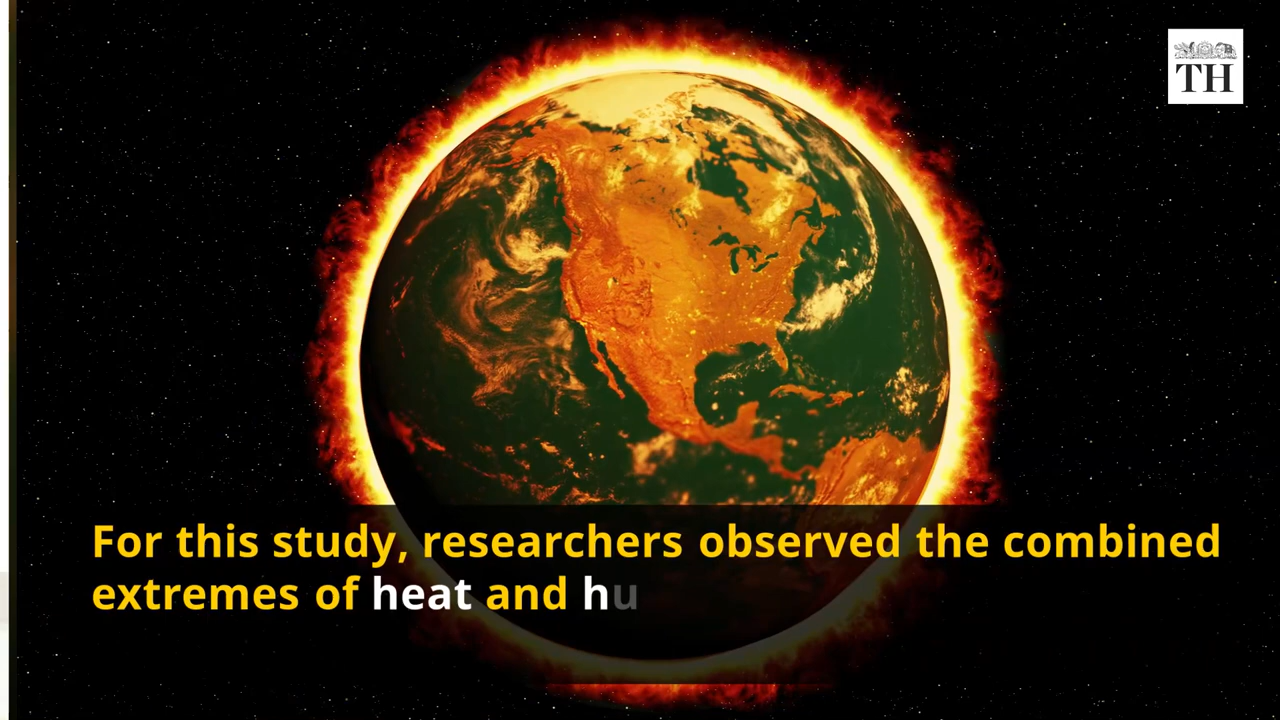 TH
For this study, researchers observed the combined
extremes of heat and hu